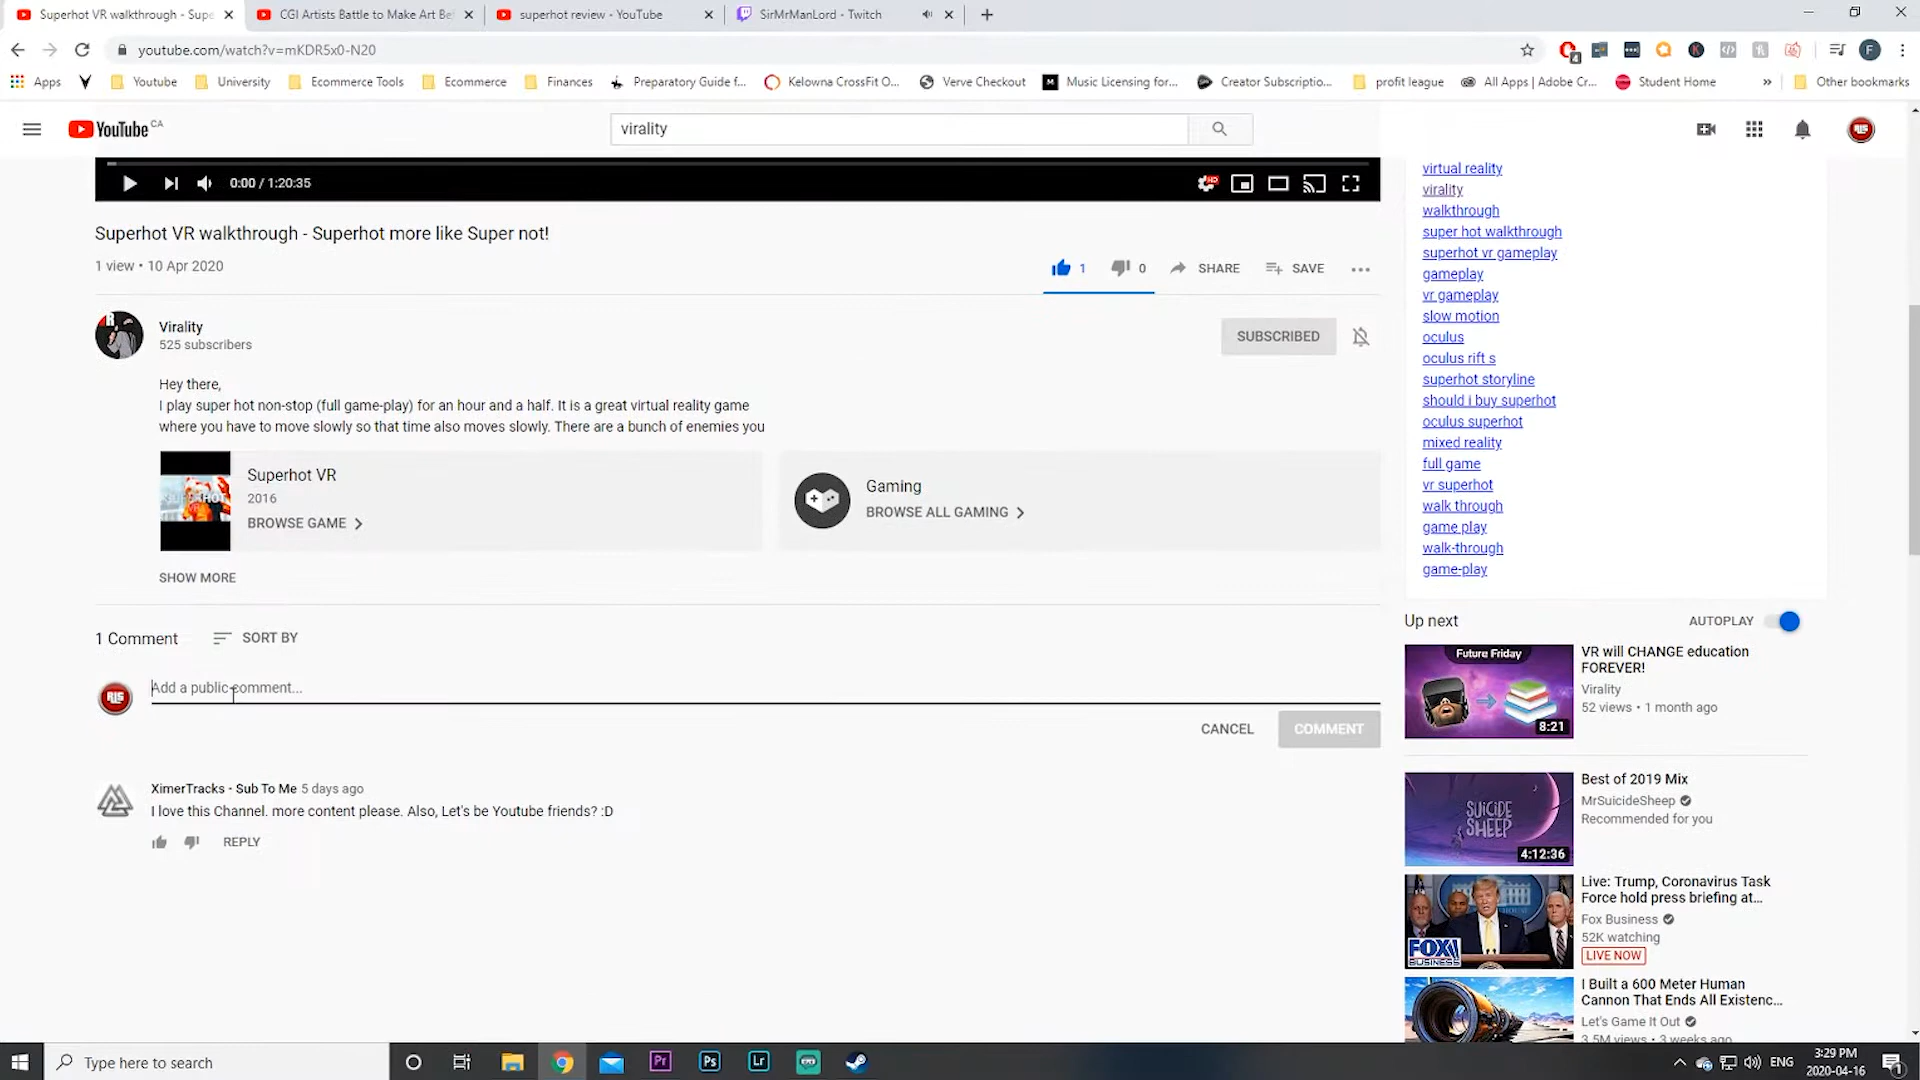 Superhot VR walkthrough - Supe
CGI Artists Battle to Make Art Be
superhot review - YouTube
SirMrManLord - Twitch
youtube.com/watch?v=mKDR5x0-N20
Apps
Youtube
University
Ecommerce Tools
Ecommerce
Finances
Preparatory Guide f...
Kelowna CrossFit O...
Verve Checkout
Music Licensing for...
Creator Subscriptio...
profit league
All Apps | Adobe Cr...
Student Home
»
Other bookmarks
YouTube CA
virality
RLS
0:00 / 1:20:35
HD
Superhot VR walkthrough - Superhot more like Super not!
1 view • 10 Apr 2020
1
0
SHARE
SAVE
Virality
525 subscribers
SUBSCRIBED
Hey there,
I play super hot non-stop (full game-play) for an hour and a half. It is a great virtual reality game
where you have to move slowly so that time also moves slowly. There are a bunch of enemies you
Superhot VR
2016
BROWSE GAME
Gaming
BROWSE ALL GAMING
SHOW MORE
1 Comment
SORT BY
RLS
Add a public comment...
CANCEL
COMMENT
XimerTracks - Sub To Me 5 days ago
I love this Channel. more content please. Also, Let's be Youtube friends? :D
REPLY
virtual reality
virality
walkthrough
super hot walkthrough
superhot vr gameplay
gameplay
vr gameplay
slow motion
oculus
oculus rift s
superhot storyline
should i buy superhot
oculus superhot
mixed reality
full game
vr superhot
walk through
game play
walk-through
game-play
Up next
AUTOPLAY
Future Friday
8:21
VR will CHANGE education
FOREVER!
Virality
52 views • 1 month ago
SUICIDE
SHEEP
4:12:36
Best of 2019 Mix
MrSuicideSheep
Recommended for you
FOX
BUSINESS
Live: Trump, Coronavirus Task
Force hold press briefing at...
Fox Business
52K watching
LIVE NOW
I Built a 600 Meter Human
Cannon That Ends All Existenc...
Let's Game It Out
3.5M views • 3 weeks ago
Type here to search
Pr
Ps
Lr
ENG
3:29 PM
2020-04-16
1